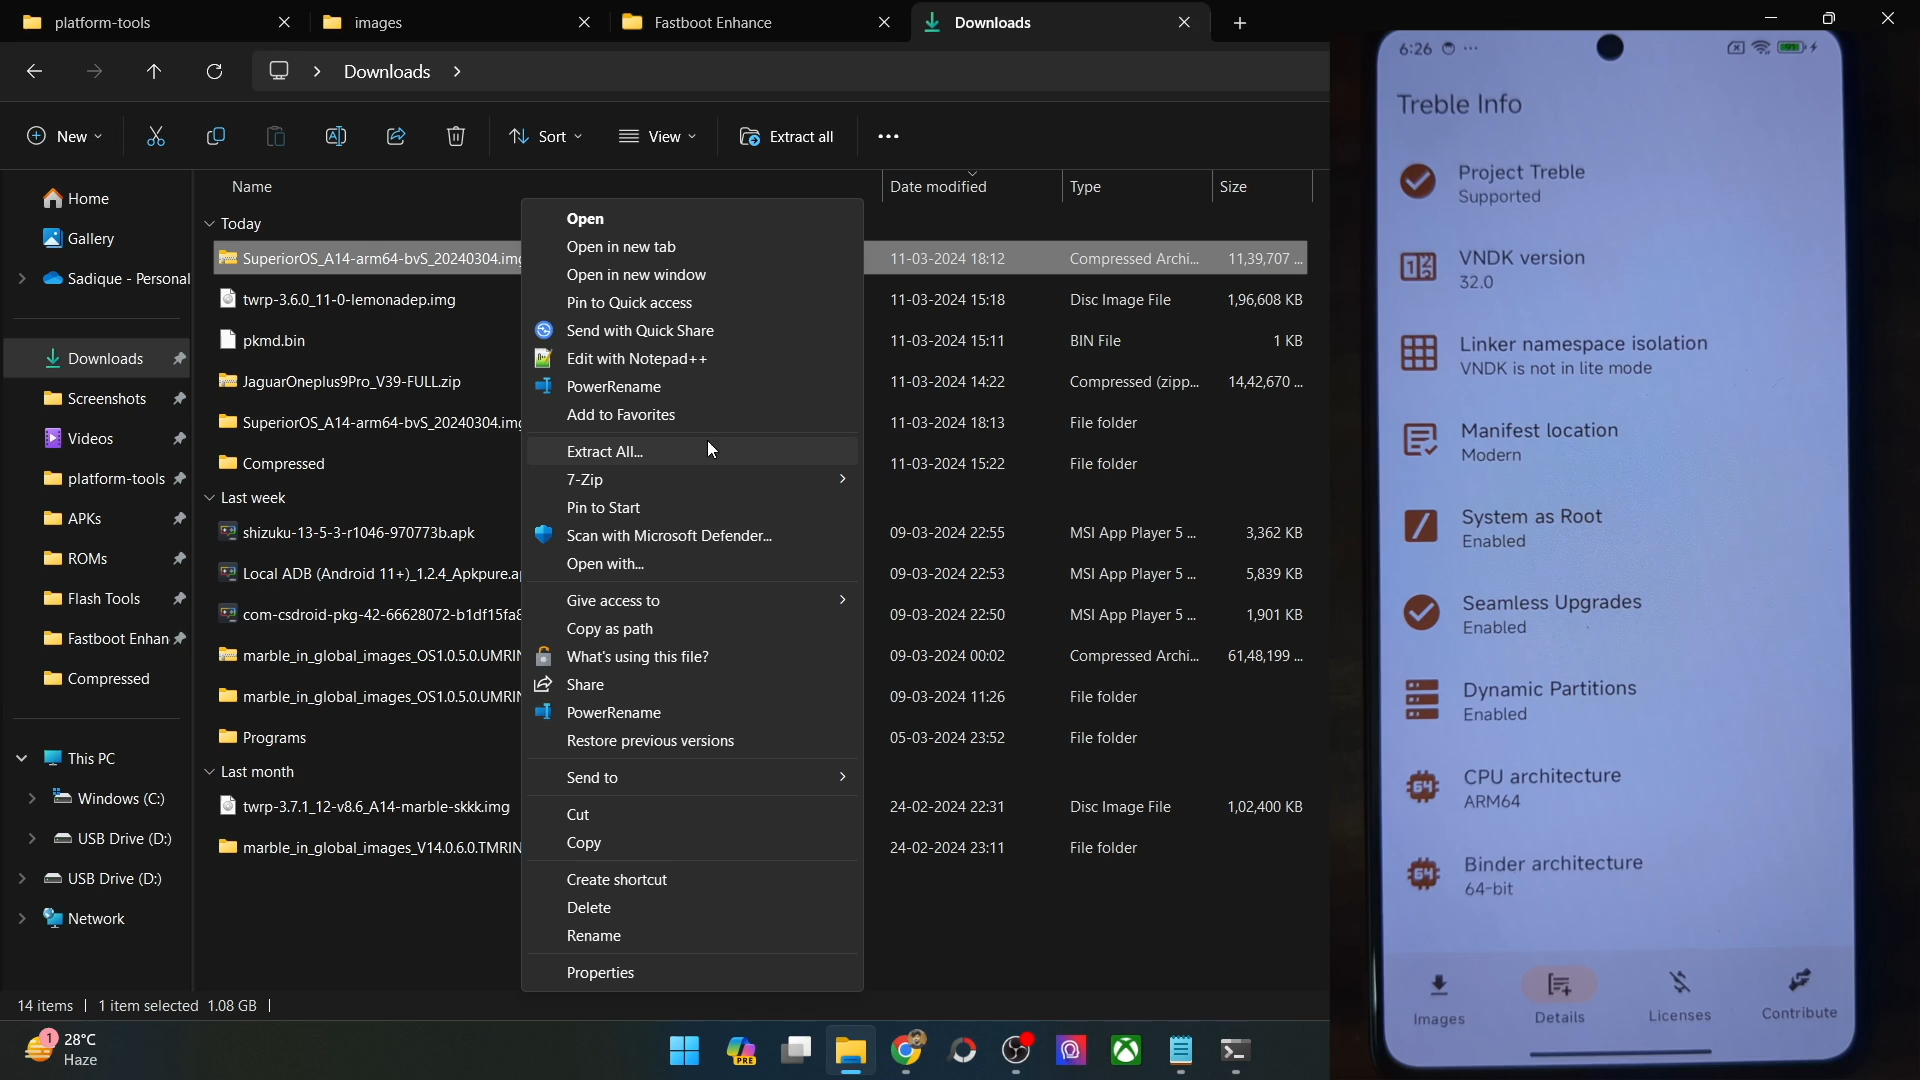 platform-tools
images
Fastboot Enhance
Downloads
Downloads
New
Sort
View
Extract all
Name
Date modified
Type
Size
Home
Gallery
Sadique - Personal
Downloads
Screenshots
Videos
platform-tools
APKs
ROMs
Flash Tools
Fastboot Enhan
Compressed
This PC
Windows (C:)
USB Drive (D:)
USB Drive (D:)
Network
Today
SuperiorOS_A14-arm64-bvS_20240304.img 11-03-2024 18:12 Compressed Archi... 11,39,707 ...
twrp-3.6.0_11-0-lemonadep.img 11-03-2024 15:18 Disc Image File 1,96,608 KB
pkmd.bin 11-03-2024 15:11 BIN File 1 KB
JaguarOneplus9Pro_V39-FULL.zip 11-03-2024 14:22 Compressed (zipp... 14,42,670 ...
SuperiorOS_A14-arm64-bvS_20240304.img 11-03-2024 18:13 File folder
Compressed 11-03-2024 15:22 File folder
Last week
shizuku-13-5-3-r1046-970773b.apk 09-03-2024 22:55 MSI App Player 5 ... 3,362 KB
Local ADB (Android 11+)_1.2.4_Apkpure.ap 09-03-2024 22:53 MSI App Player 5 ... 5,839 KB
com-csdroid-pkg-42-66628072-b1df15fa8 09-03-2024 22:50 MSI App Player 5 ... 1,901 KB
marble_in_global_images_OS1.0.5.0.UMRIN 09-03-2024 00:02 Compressed Archi... 61,48,199 ...
marble_in_global_images_OS1.0.5.0.UMRIN 09-03-2024 11:26 File folder
Programs 05-03-2024 23:52 File folder
Last month
twrp-3.7.1_12-v8.6_A14-marble-skkk.img 24-02-2024 22:31 Disc Image File 1,02,400 KB
marble_in_global_images_V14.0.6.0.TMRIN 24-02-2024 23:11 File folder
Open
Open in new tab
Open in new window
Pin to Quick access
Send with Quick Share
Edit with Notepad++
PowerRename
Add to Favorites
Extract All...
7-Zip
Pin to Start
Scan with Microsoft Defender...
Open with...
Give access to
Copy as path
What's using this file?
Share
PowerRename
Restore previous versions
Send to
Cut
Copy
Create shortcut
Delete
Rename
Properties
14 items 1 item selected 1.08 GB
1
28°C
Haze
PRE
6:26
Treble Info
Project Treble
Supported
VNDK version
32.0
Linker namespace isolation
VNDK is not in lite mode
Manifest location
Modern
System as Root
Enabled
Seamless Upgrades
Enabled
Dynamic Partitions
Enabled
64
CPU architecture
ARM64
64
Binder architecture
64-bit
Images
Details
Licenses
Contribute